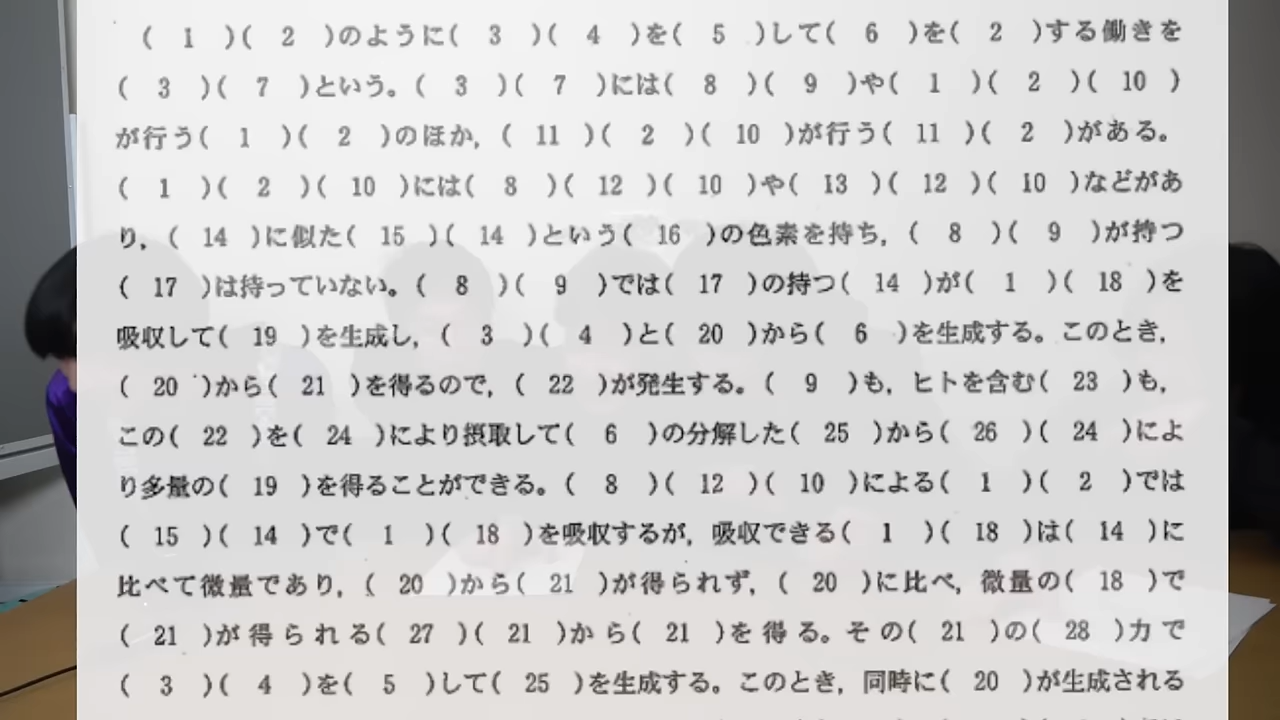 ( 1 )( 2 )のように( 3 )( 4 )を( 5 )して( 6 )を( 2 )する働きを
( 3 )( 7 )という。( 3 )( 7 )には( 8 )( 9 )や( 1 )( 2 )( 10 )
が行う( 1 )( 2 )のほか,( 11 )( 2 )( 10 )が行う( 11 )( 2 )がある。
( 1 )( 2 )( 10 )には( 8 )( 12 )( 10 )や( 13 )( 12 )( 10 )などがあ
り,( 14 )に似た( 15 )( 14 )という( 16 )の色素を持ち,( 8 )( 9 )が持つ
( 17 )は持っていない。( 8 )( 9 )では( 17 )の持つ( 14 )が( 1 )( 18 )を
吸収して( 19 )を生成し,( 3 )( 4 )と( 20 )から( 6 )を生成する。このとき,
( 20 )から( 21 )を得るので,( 22 )が発生する。( 9 )も,ヒトを含む( 23 )も,
この( 22 )を( 24 )により摂取して( 6 )の分解した( 25 )から( 26 )( 24 )によ
り多量の( 19 )を得ることができる。( 8 )( 12 )( 10 )による( 1 )( 2 )では
( 15 )( 14 )で( 1 )( 18 )を吸収するが,吸収できる( 1 )( 18 )は( 14 )に
比べて微量であり,( 20 )から( 21 )が得られず,( 20 )に比べ,微量の( 18 )で
( 21 )が得られる( 27 )( 21 )から( 21 )を得る。その( 21 )の( 28 )力で
( 3 )( 4 )を( 5 )して( 25 )を生成する。このとき,同時に( 20 )が生成される